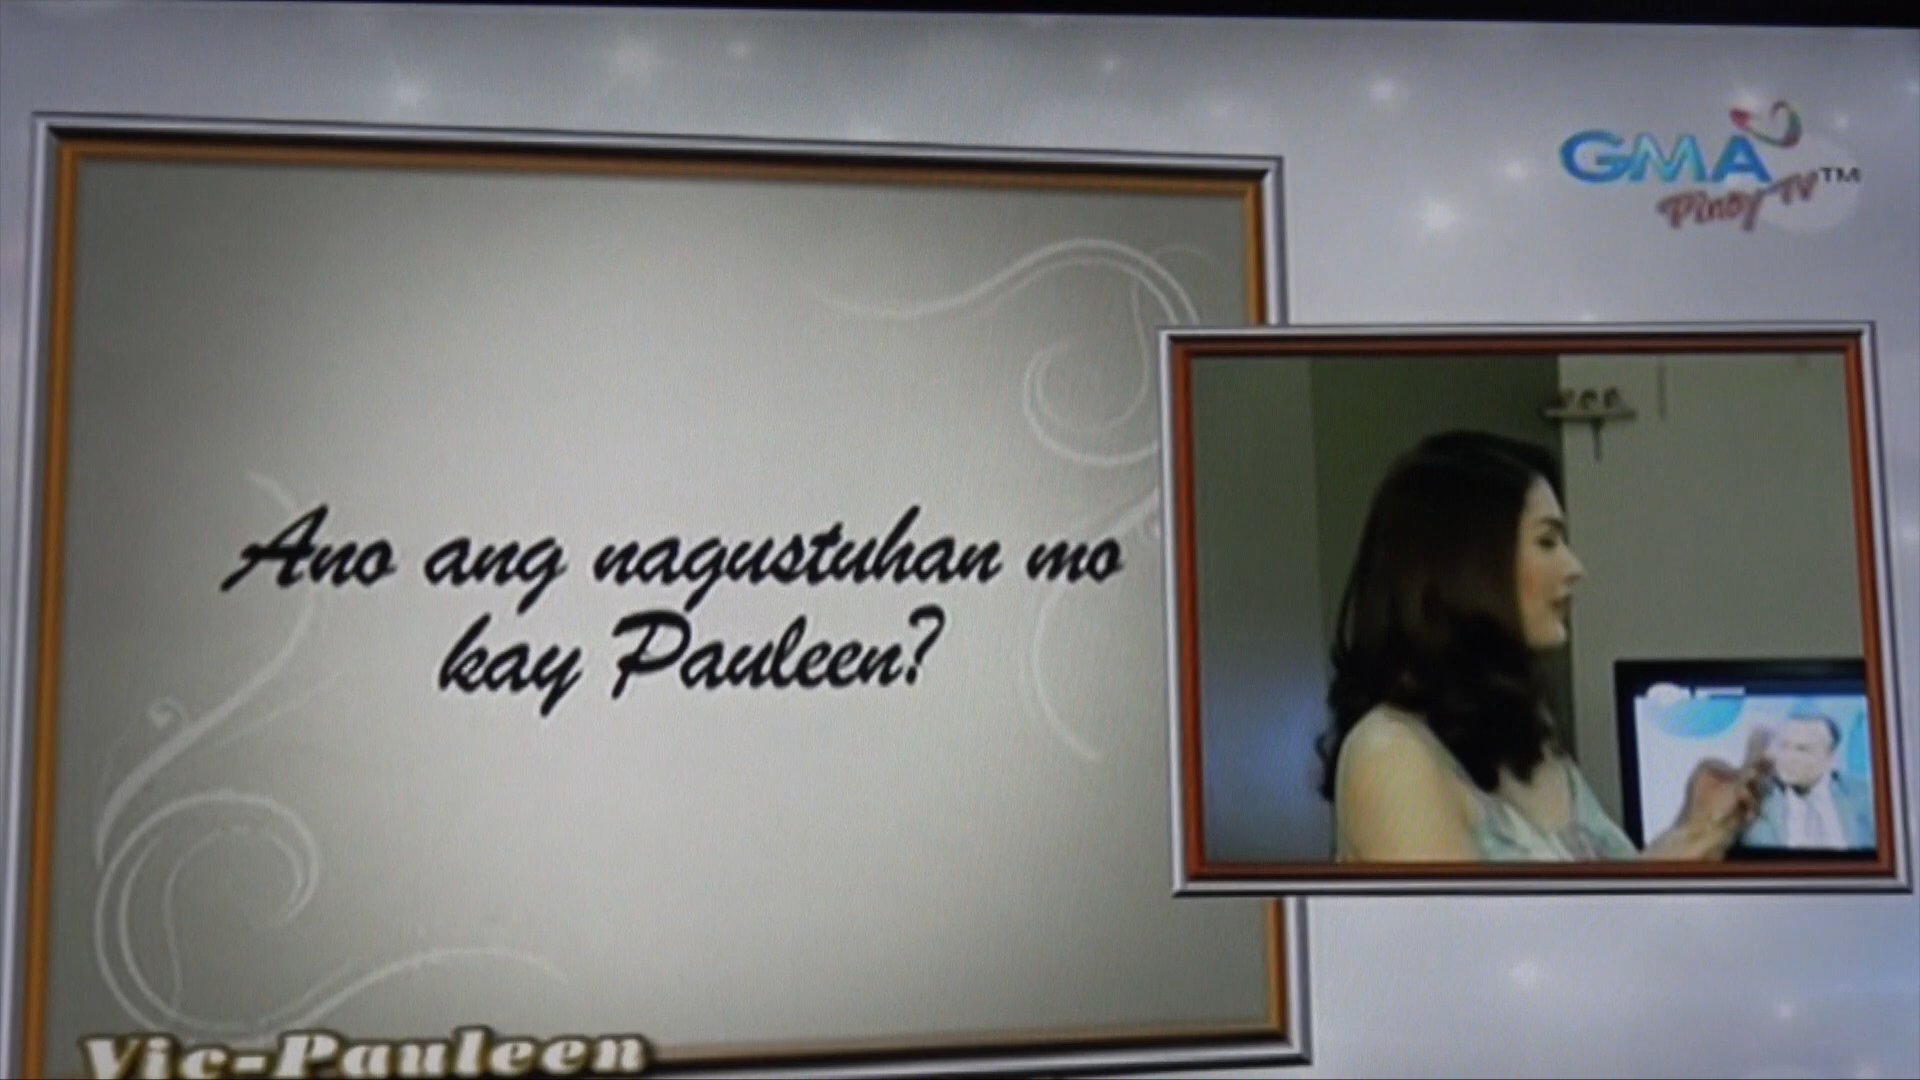 GMA
Pinoy TV™
Ano ang nagustuhan mo
kay Pauleen?
Vic-Pauleen